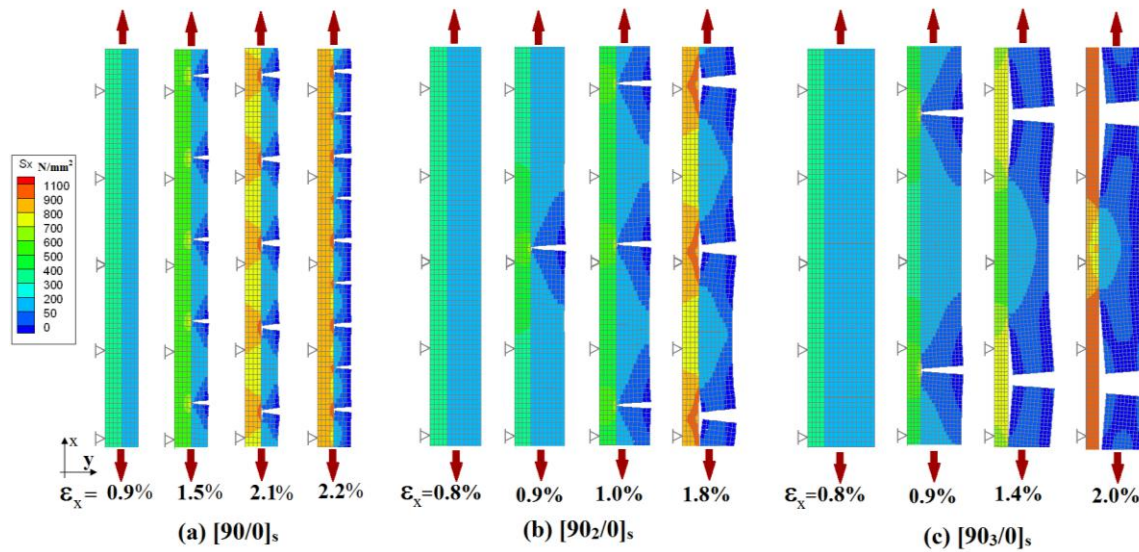 Sx N/mm²
1100
900
800
700
600
500
400
300
200
50
0
x
y
εx = 0.9% 1.5% 2.1% 2.2%
εx=0.8% 0.9% 1.0% 1.8%
εx=0.8% 0.9% 1.4% 2.0%
(a) [90/0]s
(b) [90₂/0]s
(c) [90₃/0]s